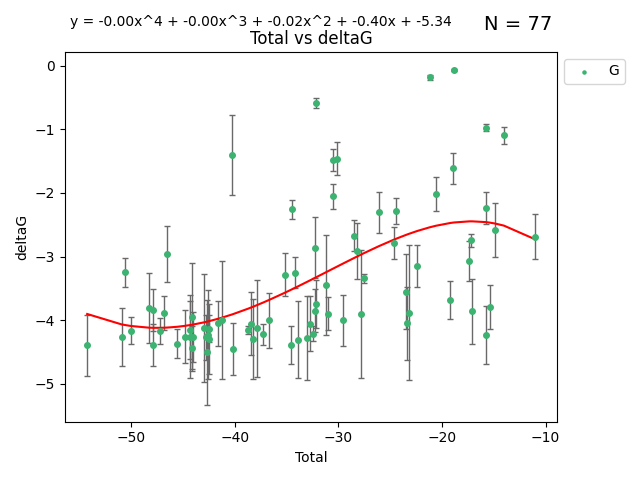 y = -0.00x^4 + -0.00x^3 + -0.02x^2 + -0.40x + -5.34
N = 77
Total vs deltaG
G
0
−1
−2
−3
−4
−5
deltaG
−50
−40
−30
−20
−10
Total